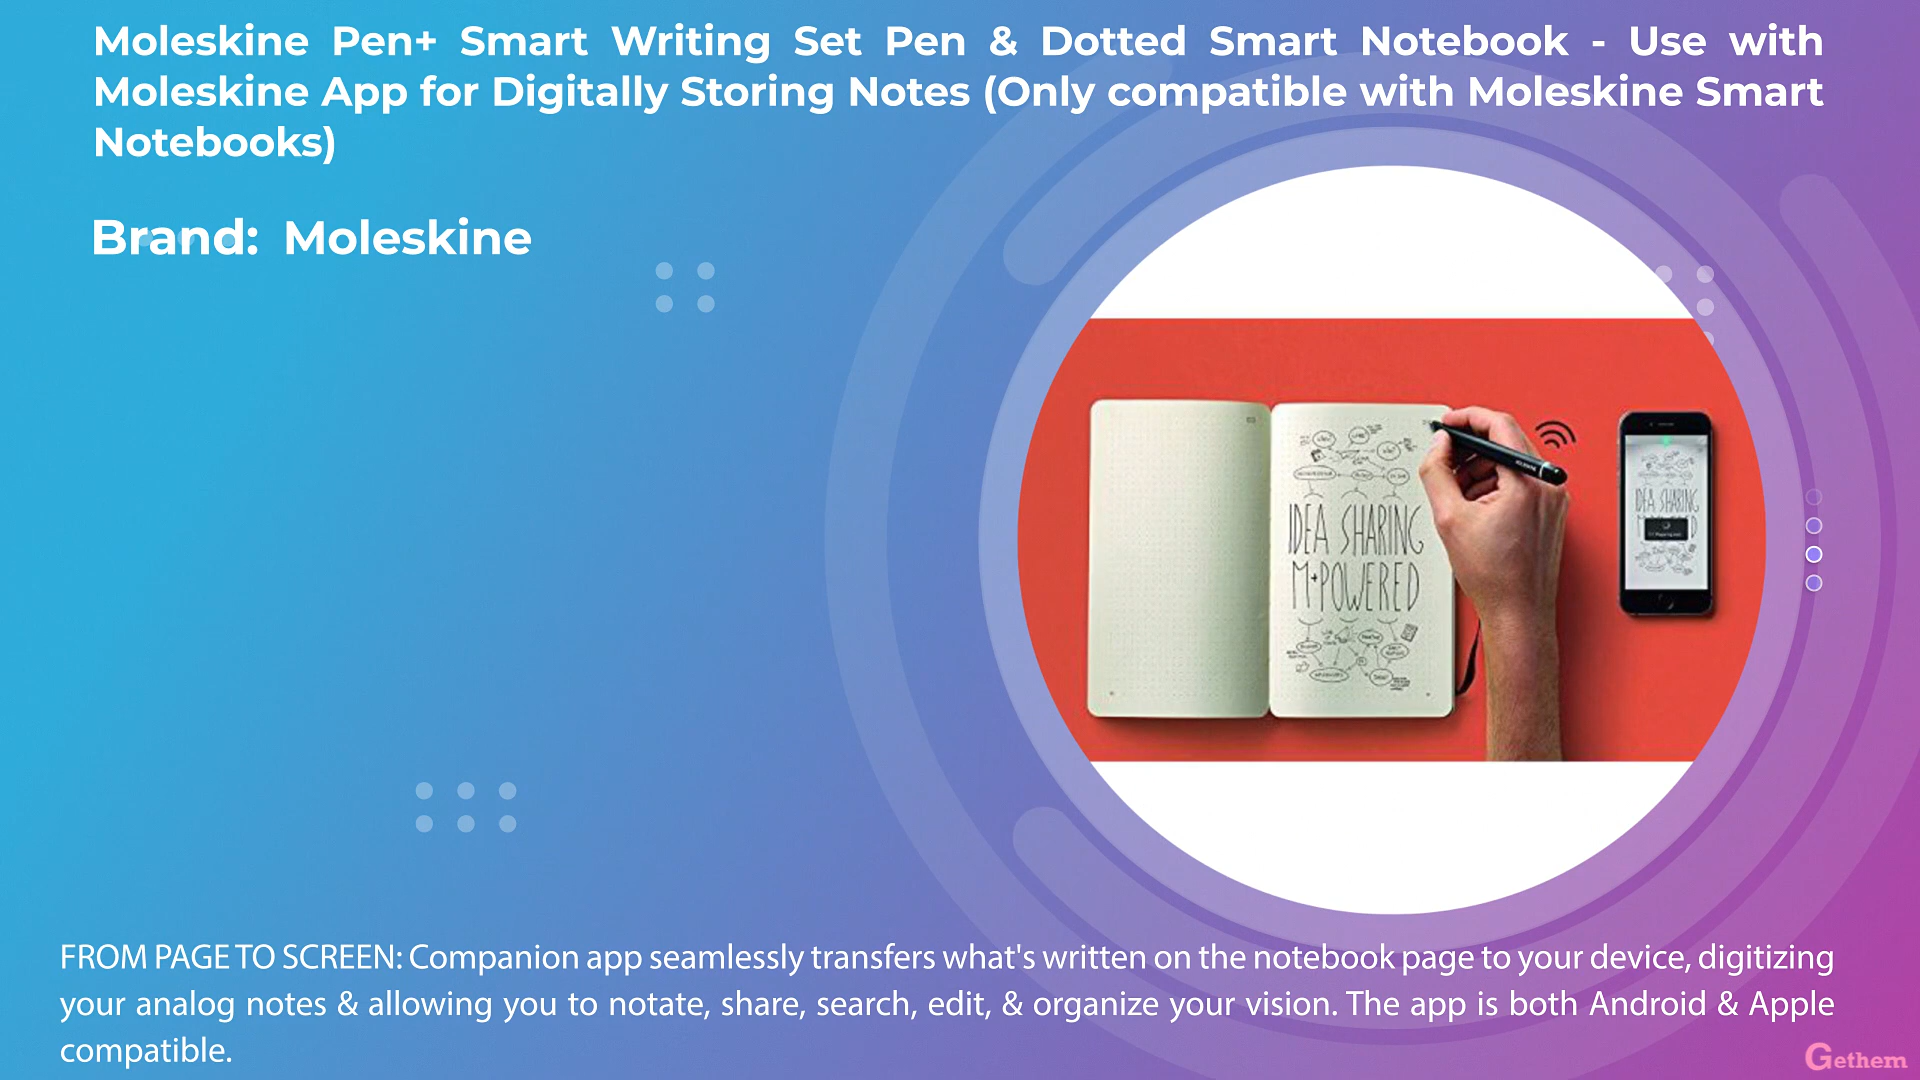 Moleskine Pen+ Smart Writing Set Pen & Dotted Smart Notebook - Use with
Moleskine App for Digitally Storing Notes (Only compatible with Moleskine Smart
Notebooks)
Brand: Moleskine
IDEA SHARING
M+POWERED
IDEA SHARING
FROM PAGE TO SCREEN: Companion app seamlessly transfers what's written on the notebook page to your device, digitizing
your analog notes & allowing you to notate, share, search, edit, & organize your vision. The app is both Android & Apple
compatible.
Gethem